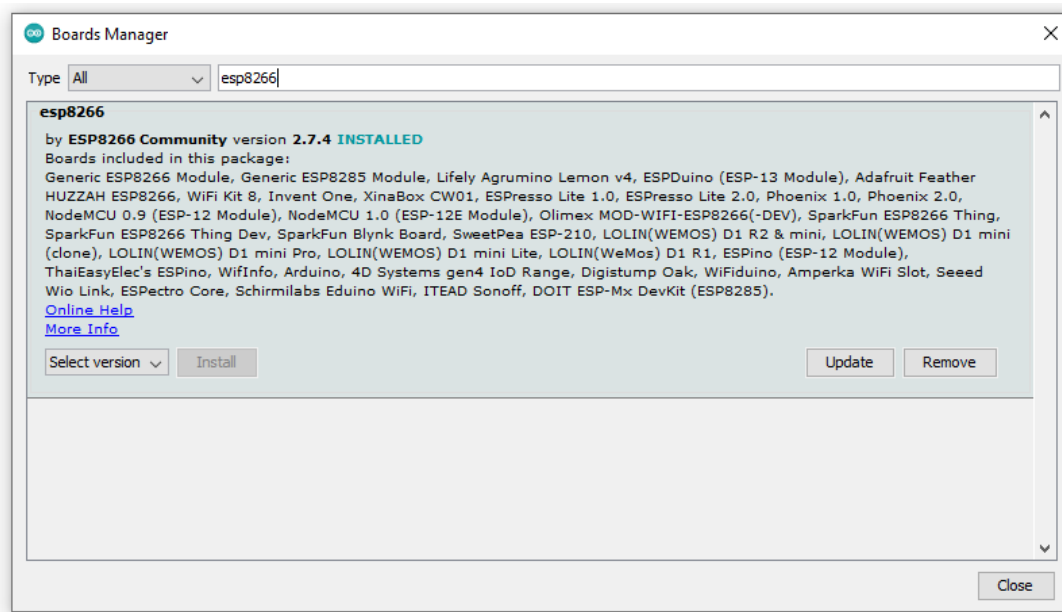 Boards Manager
Type All esp8266
esp8266
by ESP8266 Community version 2.7.4 INSTALLED
Boards included in this package:
Generic ESP8266 Module, Generic ESP8285 Module, Lifely Agrumino Lemon v4, ESPDuino (ESP-13 Module), Adafruit Feather
HUZZAH ESP8266, WiFi Kit 8, Invent One, XinaBox CW01, ESPresso Lite 1.0, ESPresso Lite 2.0, Phoenix 1.0, Phoenix 2.0,
NodeMCU 0.9 (ESP-12 Module), NodeMCU 1.0 (ESP-12E Module), Olimex MOD-WIFI-ESP8266(-DEV), SparkFun ESP8266 Thing,
SparkFun ESP8266 Thing Dev, SparkFun Blynk Board, SweetPea ESP-210, LOLIN(WEMOS) D1 R2 & mini, LOLIN(WEMOS) D1 mini
(clone), LOLIN(WEMOS) D1 mini Pro, LOLIN(WEMOS) D1 mini Lite, LOLIN(WeMos) D1 R1, ESPino (ESP-12 Module),
ThaiEasyElec's ESPino, WifInfo, Arduino, 4D Systems gen4 IoD Range, Digistump Oak, WiFiduino, Amperka WiFi Slot, Seeed
Wio Link, ESPectro Core, Schirmilabs Eduino WiFi, ITEAD Sonoff, DOIT ESP-Mx DevKit (ESP8285).
Online Help
More Info
Select version Install Update Remove
Close